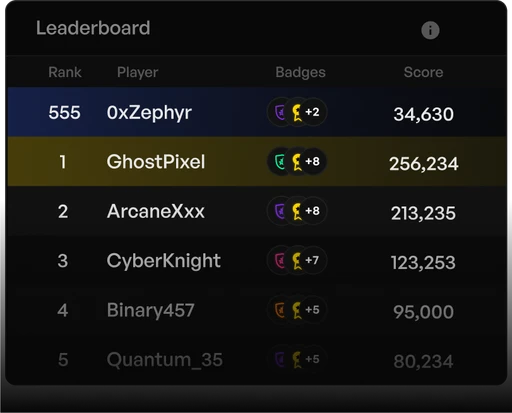 Leaderboard
Rank Player Badges Score
555 0xZephyr +2 34,630
1 GhostPixel +8 256,234
2 ArcaneXxx +8 213,235
3 CyberKnight +7 123,253
4 Binary457 +5 95,000
5 Quantum_35 +5 80,234